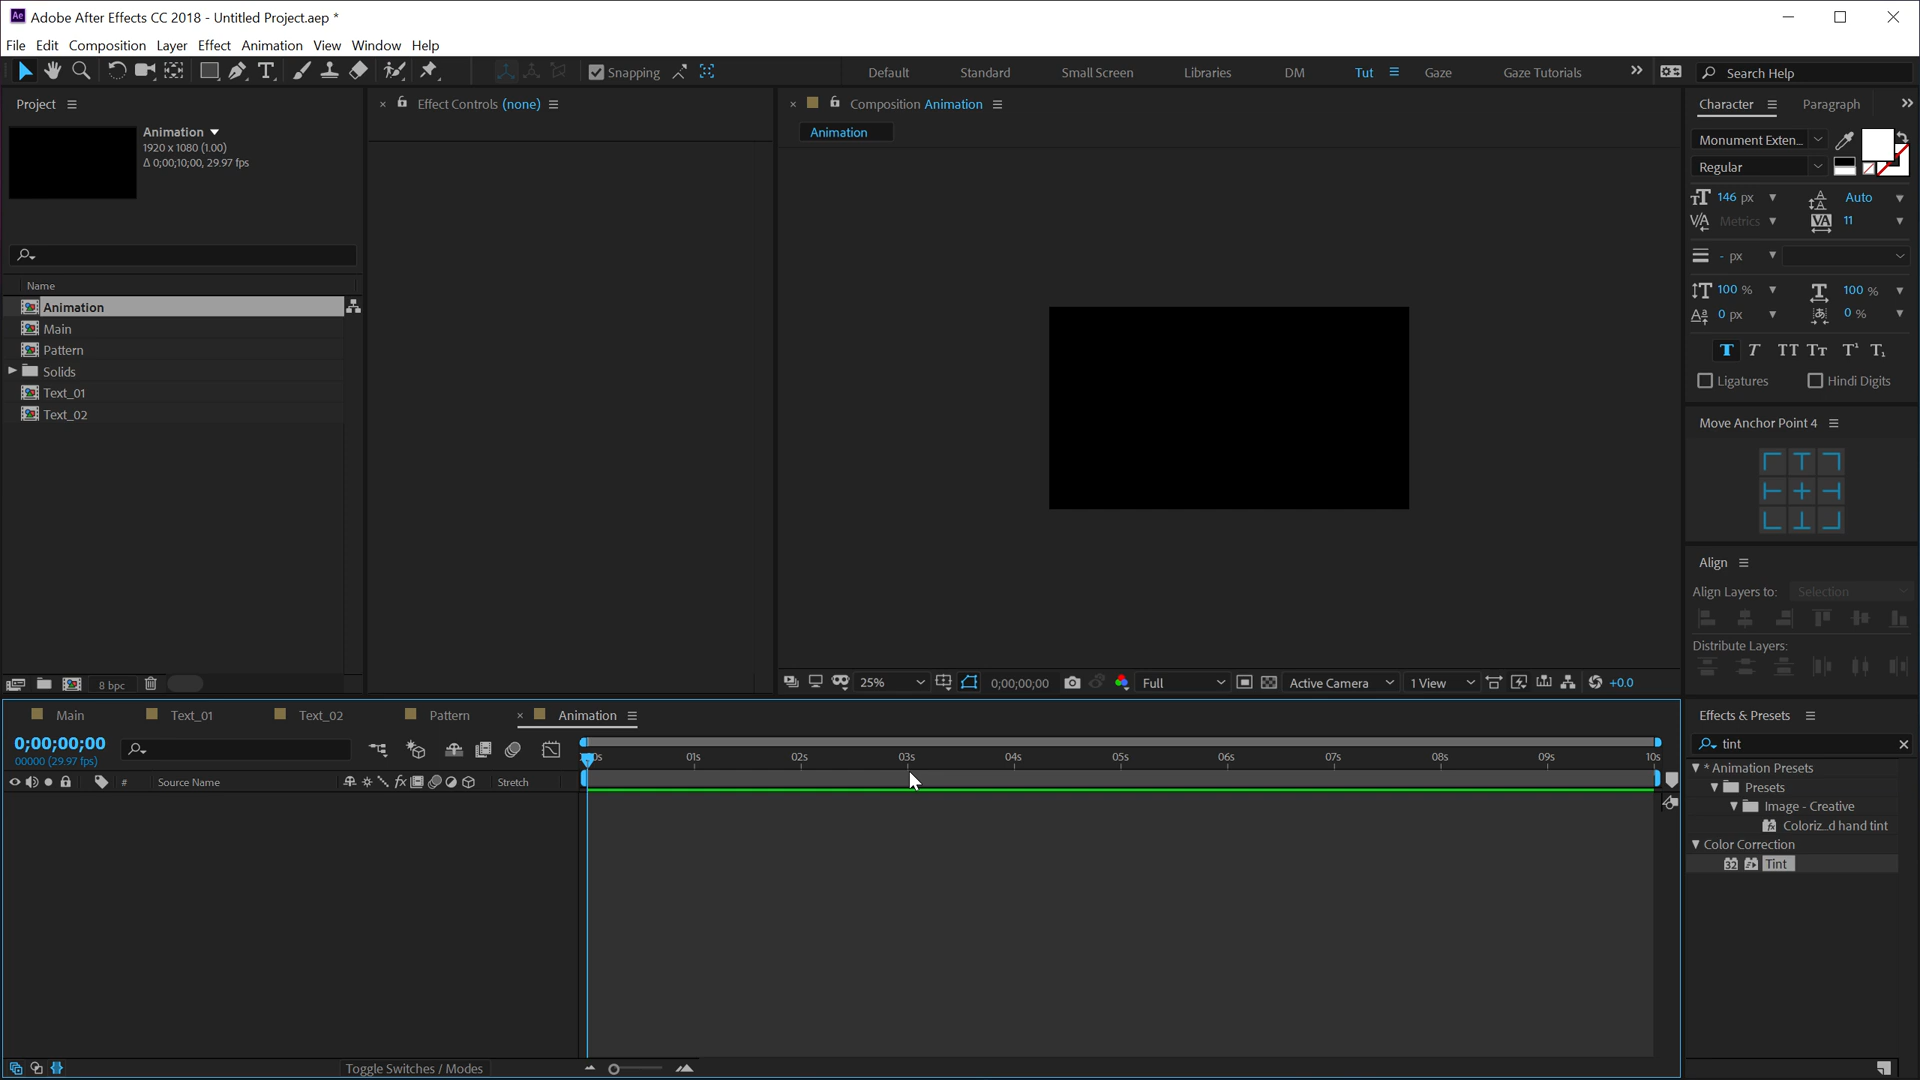 Adobe After Effects CC 2018 - Untitled Project.aep *
File Edit Composition Layer Effect Animation View Window Help
Snapping
Default Standard Small Screen Libraries DM Tut Gaze Gaze Tutorials
Search Help
Project
Animation
1920 x 1080 (1.00)
Δ 0;00;10;00, 29.97 fps
Name
Animation
Main
Pattern
Solids
Text_01
Text_02
8 bpc
Effect Controls (none)
Composition Animation
Animation
25%
0;00;00;00
Full
Active Camera
1 View
+0.0
Character Paragraph
Monument Exten...
Regular
146 px Auto
Metrics 11
- px
100 % 100 %
0 px 0 %
Ligatures Hindi Digits
Move Anchor Point 4
Align
Align Layers to: Selection
Distribute Layers:
Main Text_01 Text_02 Pattern Animation
0;00;00;00
00000 (29.97 fps)
# Source Name Stretch
01s 02s 03s 04s 05s 06s 07s 08s 09s 10s
Toggle Switches / Modes
Effects & Presets
tint
* Animation Presets
Presets
Image - Creative
Coloriz...d hand tint
Color Correction
32 Tint